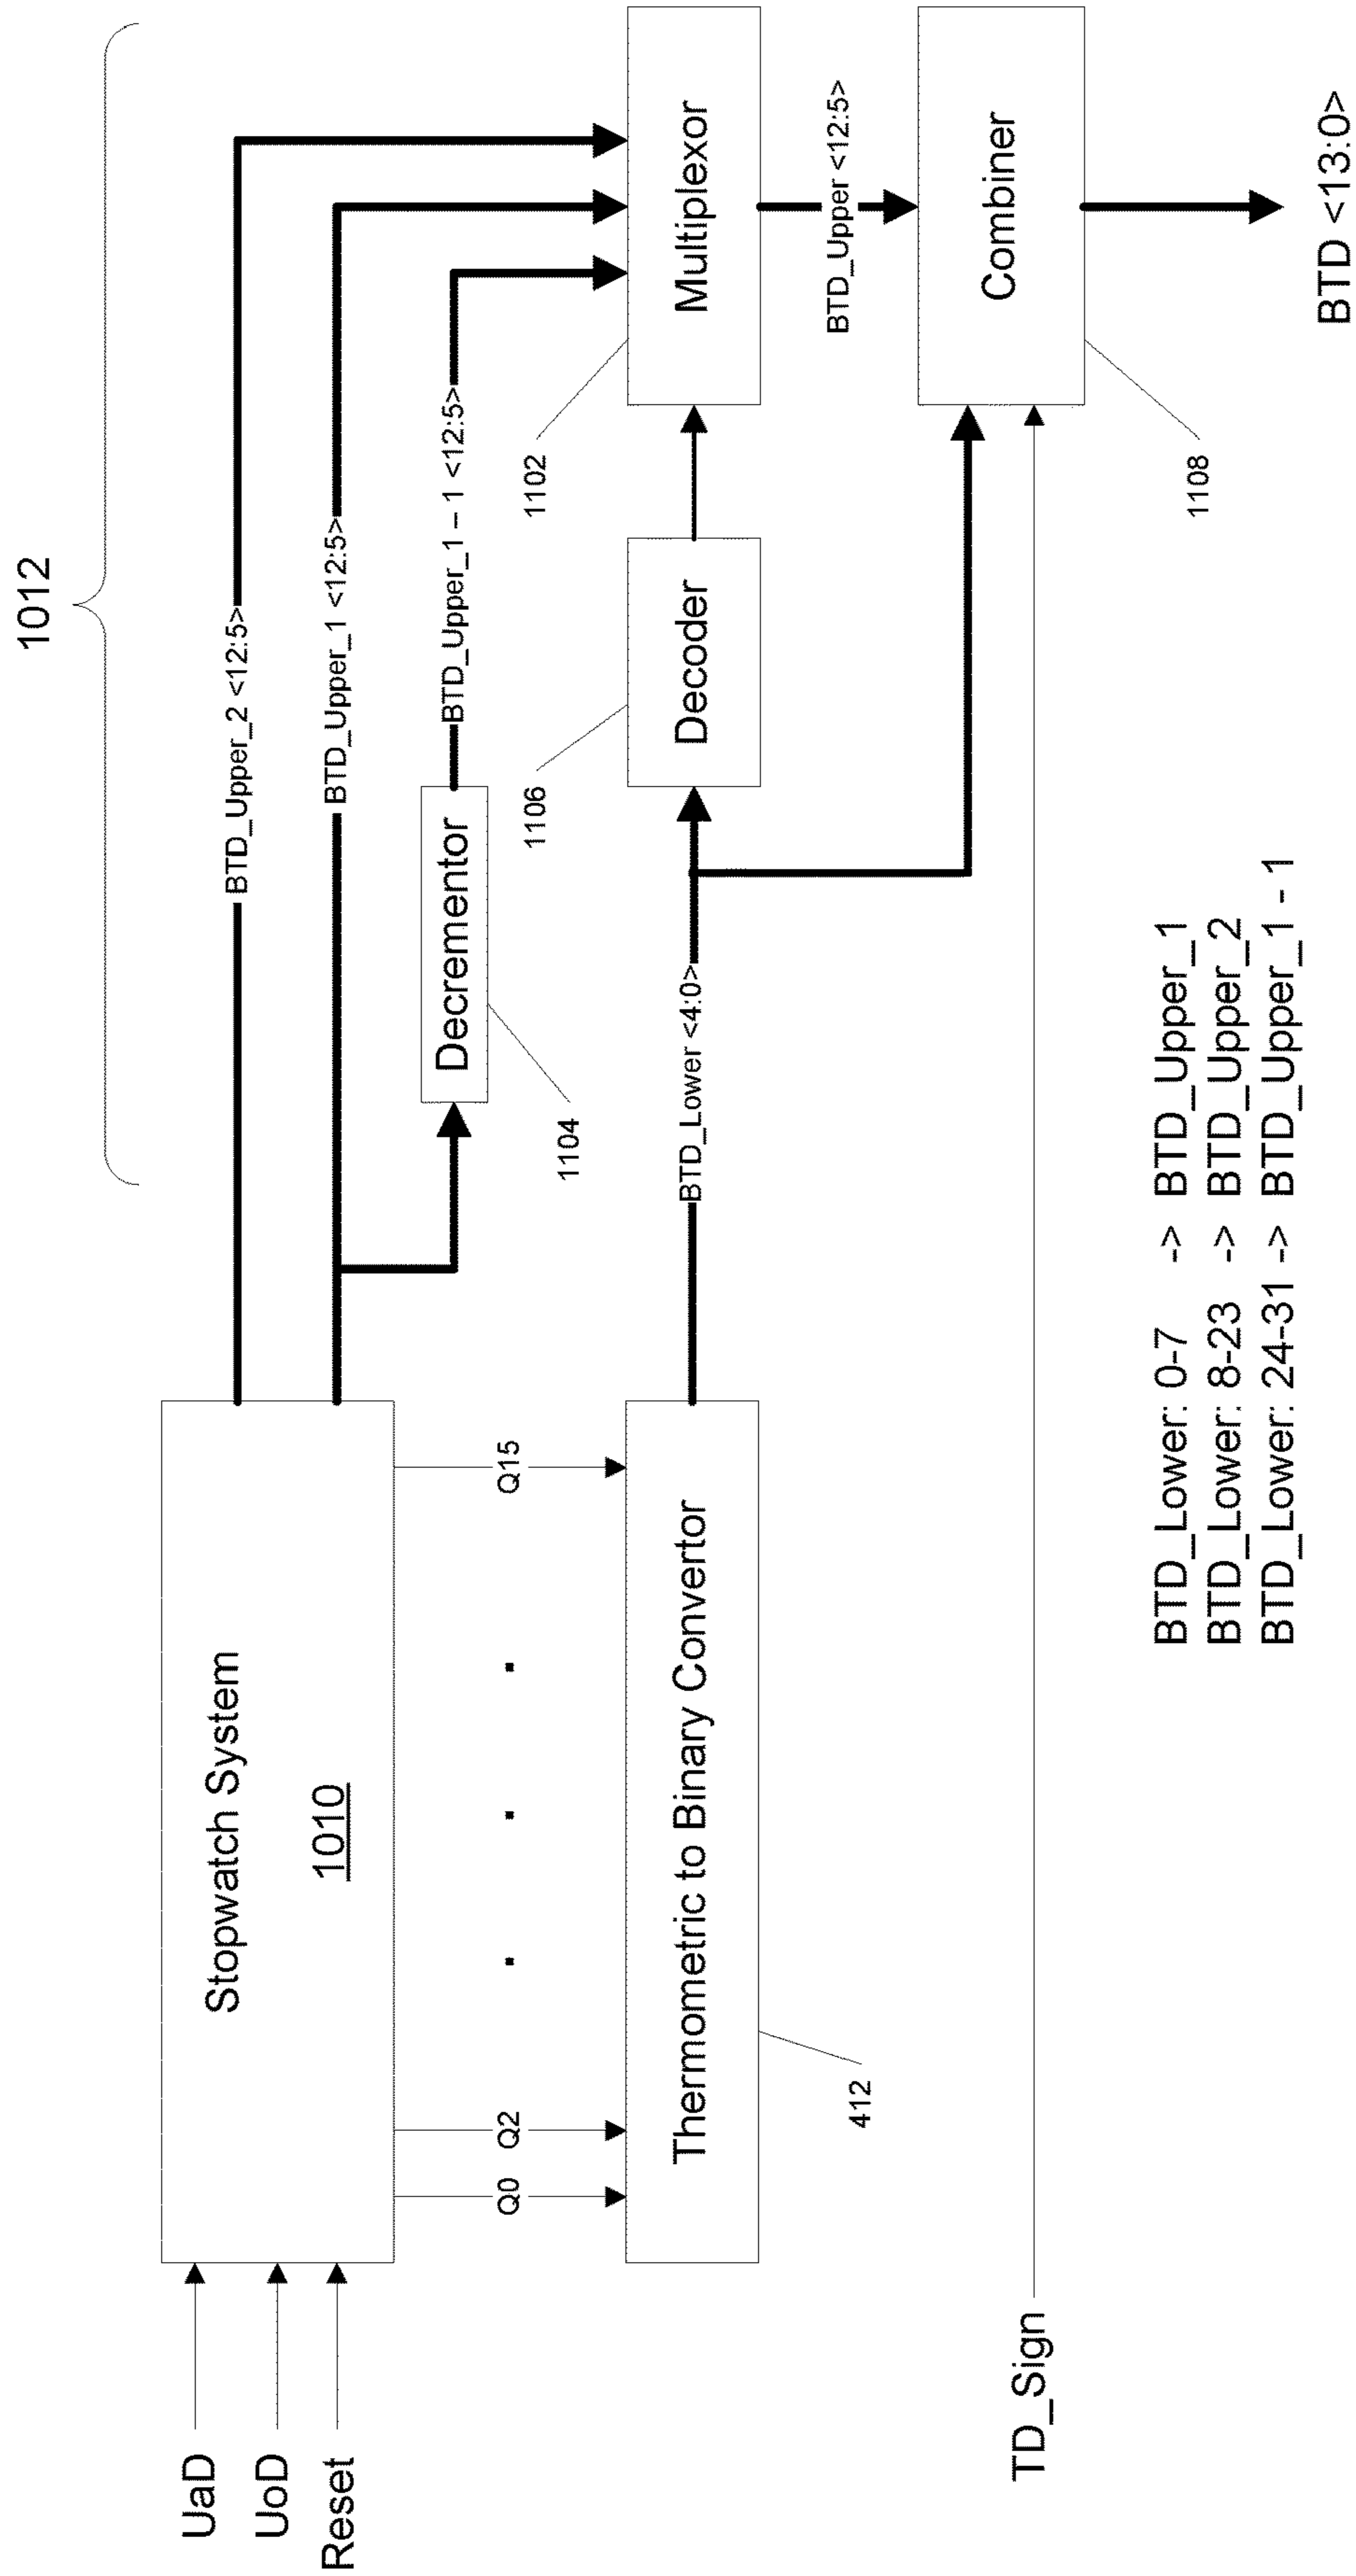 1012
UaD
UoD
Reset
Stopwatch System
1010
BTD_Upper_2 <12:5>
BTD_Upper_1 <12:5>
Decrementor
1104
BTD_Upper_1 – 1 <12:5>
Q0
Q2
Q15
Thermometric to Binary Convertor
412
BTD_Lower <4:0>
Decoder
1106
Multiplexor
1102
BTD_Upper <12:5>
TD_Sign
Combiner
1108
BTD_Lower: 0-7 -> BTD_Upper_1
BTD_Lower: 8-23 -> BTD_Upper_2
BTD_Lower: 24-31 -> BTD_Upper_1 - 1
BTD <13:0>